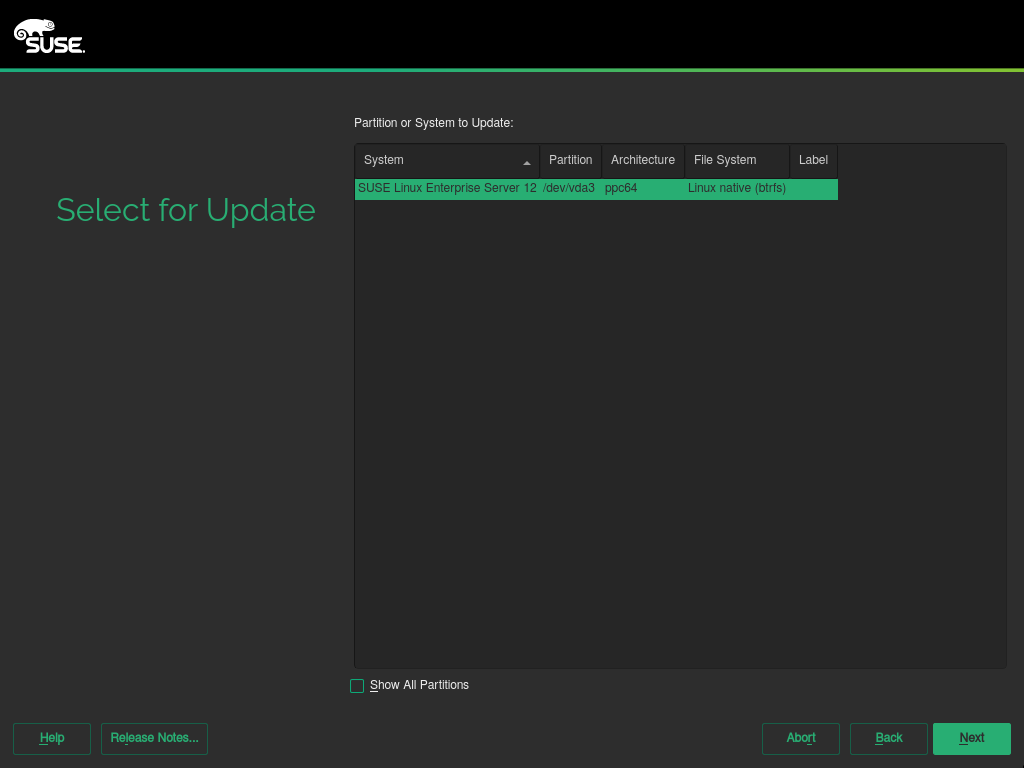 SUSE.
Partition or System to Update:
System Partition Architecture File System Label
SUSE Linux Enterprise Server 12 /dev/vda3 ppc64 Linux native (btrfs)
Select for Update
Show All Partitions
Help Release Notes... Abort Back Next